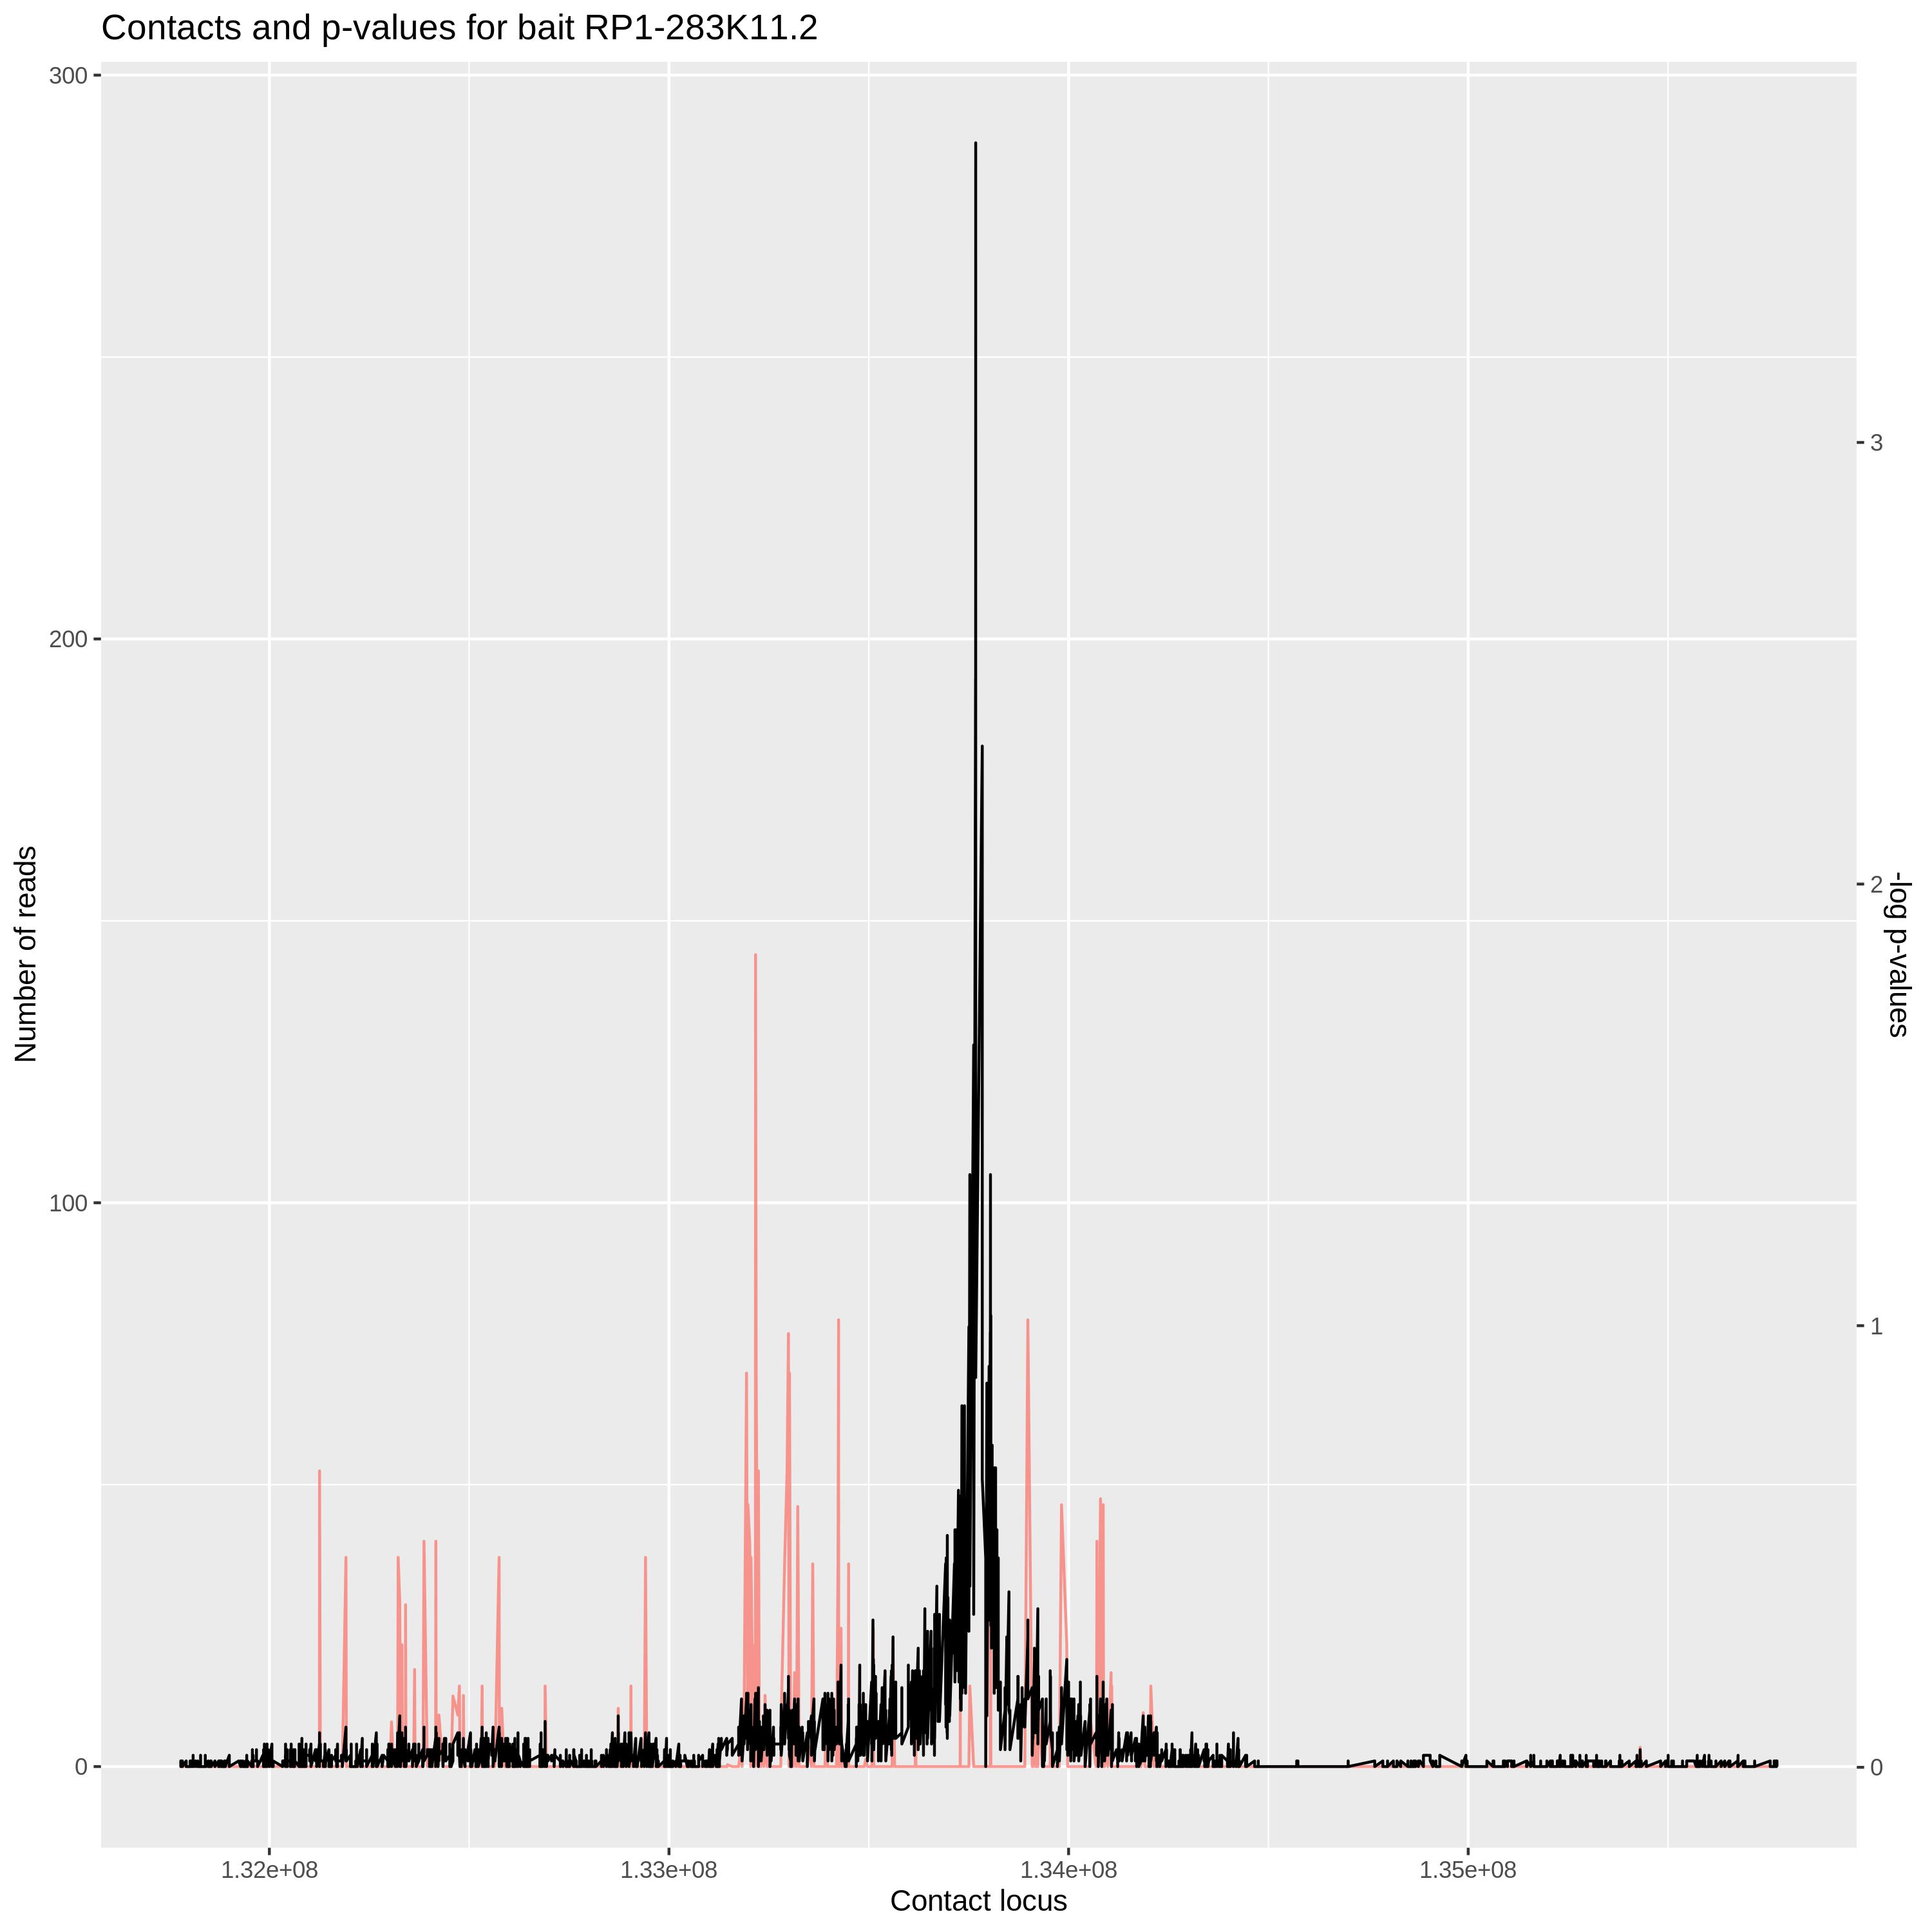 Contacts and p-values for bait RP1-283K11.2
300
200
100
0
Number of reads
3
2
1
0
-log p-values
1.32e+08
1.33e+08
1.34e+08
1.35e+08
Contact locus